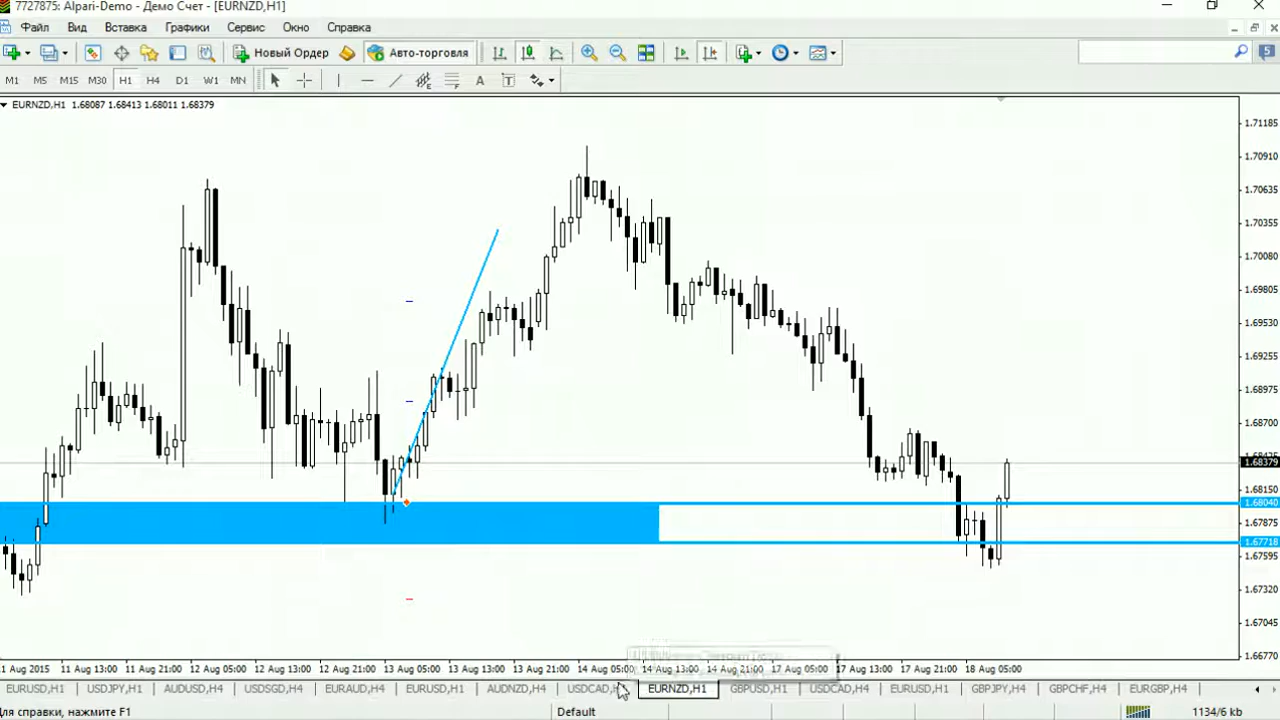 7727875: Alpari-Demo - Демо Счет - [EURNZD,H1]
Файл Вид Вставка Графики Сервис Окно Справка
Новый Ордер Авто-торговля 5
M1 M5 M15 M30 H1 H4 D1 W1 MN A T
EURNZD,H1 1.68087 1.68413 1.68011 1.68379
1.71185
1.70910
1.70635
1.70355
1.70080
1.69805
1.69530
1.69255
1.68975
1.68700
1.68425
1.68379
1.68150
1.68040
1.67875
1.67718
1.67595
1.67320
1.67045
1.66770
1 Aug 2015 11 Aug 13:00 11 Aug 21:00 12 Aug 05:00 12 Aug 13:00 12 Aug 21:00 13 Aug 05:00 13 Aug 13:00 13 Aug 21:00 14 Aug 05:00 14 Aug 13:00 14 Aug 21:00 17 Aug 05:00 17 Aug 13:00 17 Aug 21:00 18 Aug 05:00
EURUSD,H1 USDJPY,H1 AUDUSD,H4 USDSGD,H4 EURAUD,H4 EURUSD,H1 AUDNZD,H4 USDCAD,H EURNZD,H1 GBPUSD,H1 USDCAD,H4 EURUSD,H1 GBPJPY,H4 GBPCHF,H4 EURGBP,H4
для справки, нажмите F1 Default 1134/6 kb